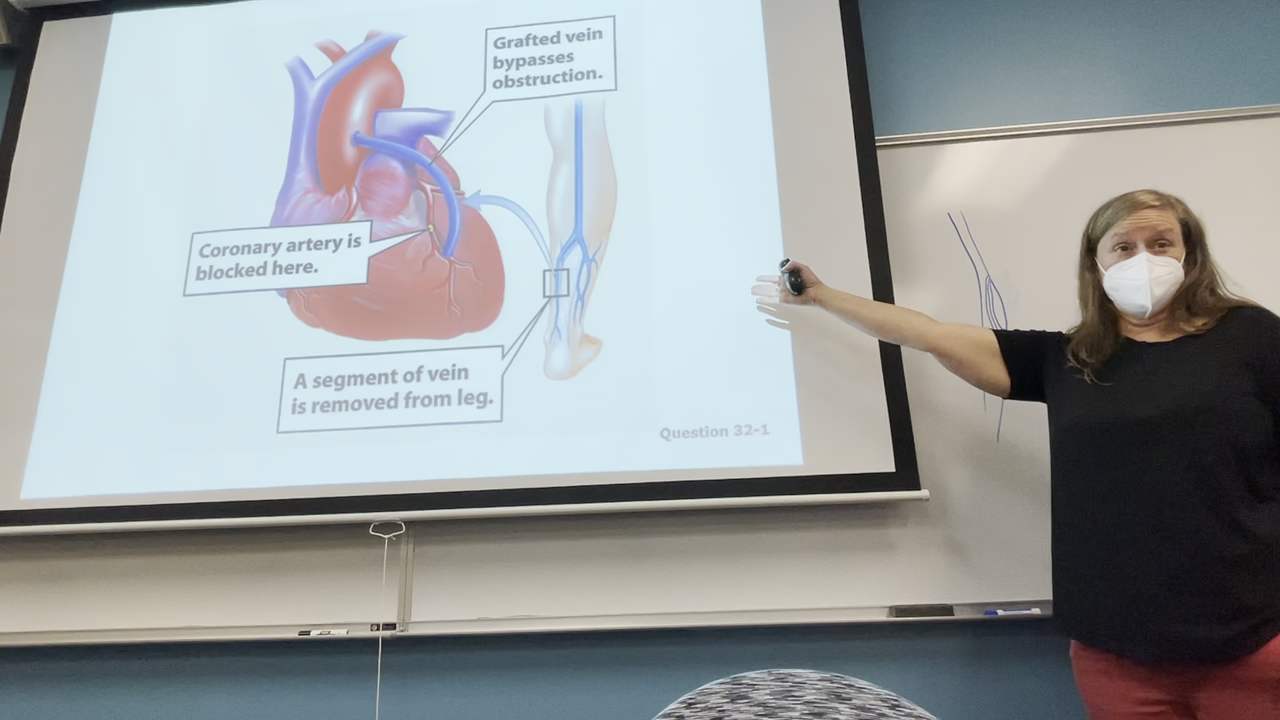 Grafted vein
bypasses
obstruction.
Coronary artery is
blocked here.
A segment of vein
is removed from leg.
Question 32-1